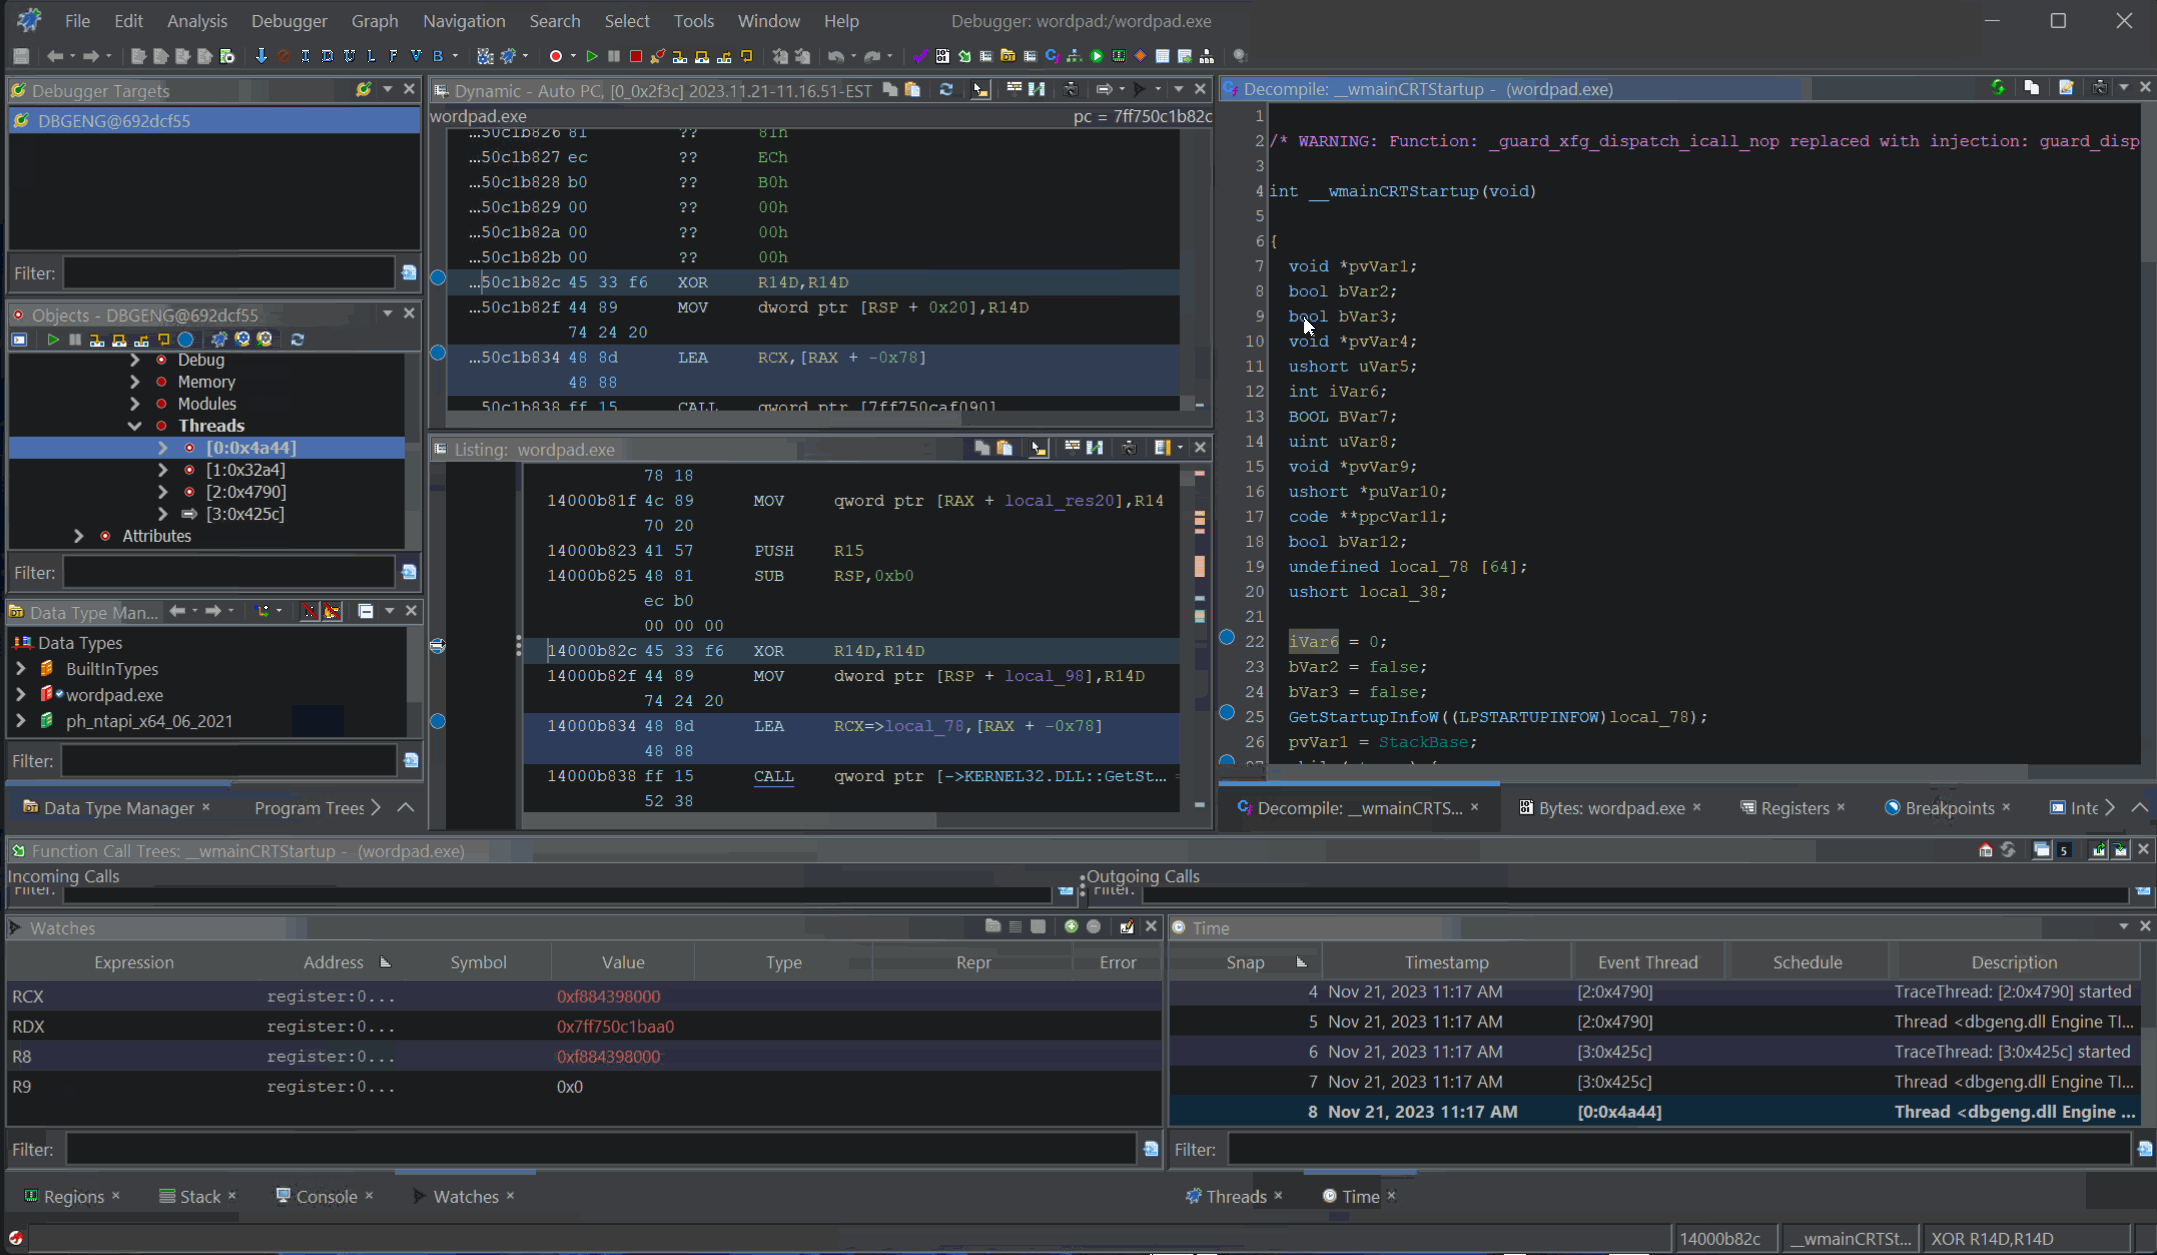 File Edit Analysis Debugger Graph Navigation Search Select Tools Window Help Debugger: wordpad:/wordpad.exe
I D U L F V B
Debugger Targets
DBGENG@692dcf55
Filter:
Objects - DBGENG@692dcf55
Debug
Memory
Modules
Threads
[0:0x4a44]
[1:0x32a4]
[2:0x4790]
[3:0x425c]
Attributes
Filter:
Data Type Man...
Data Types
BuiltInTypes
wordpad.exe
ph_ntapi_x64_06_2021
Filter:
Data Type Manager × Program Trees
Dynamic - Auto PC, [0_0x2f3c] 2023.11.21-11.16.51-EST
wordpad.exe pc = 7ff750c1b82c
...50c1b826 81 ?? 81h
...50c1b827 ec ?? ECh
...50c1b828 b0 ?? B0h
...50c1b829 00 ?? 00h
...50c1b82a 00 ?? 00h
...50c1b82b 00 ?? 00h
...50c1b82c 45 33 f6 XOR R14D,R14D
...50c1b82f 44 89 MOV dword ptr [RSP + 0x20],R14D
74 24 20
...50c1b834 48 8d LEA RCX,[RAX + -0x78]
48 88
50c1b838 ff 15 CALL qword ptr [7ff750caf090]
Listing: wordpad.exe
78 18
14000b81f 4c 89 MOV qword ptr [RAX + local_res20],R14
70 20
14000b823 41 57 PUSH R15
14000b825 48 81 SUB RSP,0xb0
ec b0
00 00 00
14000b82c 45 33 f6 XOR R14D,R14D
14000b82f 44 89 MOV dword ptr [RSP + local_98],R14D
74 24 20
14000b834 48 8d LEA RCX=>local_78,[RAX + -0x78]
48 88
14000b838 ff 15 CALL qword ptr [->KERNEL32.DLL::GetSt...
52 38
Decompile: __wmainCRTStartup - (wordpad.exe)
1
2 /* WARNING: Function: _guard_xfg_dispatch_icall_nop replaced with injection: guard_disp
3
4 int __wmainCRTStartup(void)
5
6 {
7 void *pvVar1;
8 bool bVar2;
9 bool bVar3;
10 void *pvVar4;
11 ushort uVar5;
12 int iVar6;
13 BOOL BVar7;
14 uint uVar8;
15 void *pvVar9;
16 ushort *puVar10;
17 code **ppcVar11;
18 bool bVar12;
19 undefined local_78 [64];
20 ushort local_38;
21
22 iVar6 = 0;
23 bVar2 = false;
24 bVar3 = false;
25 GetStartupInfoW((LPSTARTUPINFOW)local_78);
26 pvVar1 = StackBase;
Decompile: __wmainCRTS... × Bytes: wordpad.exe × Registers × Breakpoints × Inte
Function Call Trees: __wmainCRTStartup - (wordpad.exe)
5
Incoming Calls
Filter:
Outgoing Calls
Filter:
Watches
Expression Address Symbol Value Type Repr Error
RCX register:0... 0xf884398000
RDX register:0... 0x7ff750c1baa0
R8 register:0... 0xf884398000
R9 register:0... 0x0
Filter:
Regions × Stack × Console × Watches ×
Time
Snap Timestamp Event Thread Schedule Description
4 Nov 21, 2023 11:17 AM [2:0x4790] TraceThread: [2:0x4790] started
5 Nov 21, 2023 11:17 AM [2:0x4790] Thread <dbgeng.dll Engine TI...
6 Nov 21, 2023 11:17 AM [3:0x425c] TraceThread: [3:0x425c] started
7 Nov 21, 2023 11:17 AM [3:0x425c] Thread <dbgeng.dll Engine TI...
8 Nov 21, 2023 11:17 AM [0:0x4a44] Thread <dbgeng.dll Engine ...
Filter:
Threads × Time ×
14000b82c __wmainCRTSt... XOR R14D,R14D